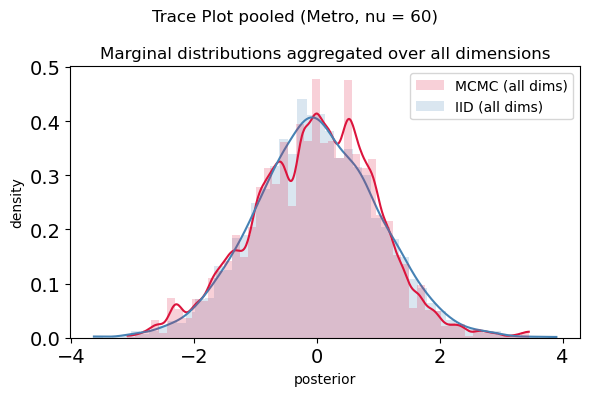 Trace Plot pooled (Metro, nu = 60)
Marginal distributions aggregated over all dimensions
MCMC (all dims)
IID (all dims)
density
0.5
0.4
0.3
0.2
0.1
0.0
−4
−2
0
2
4
posterior